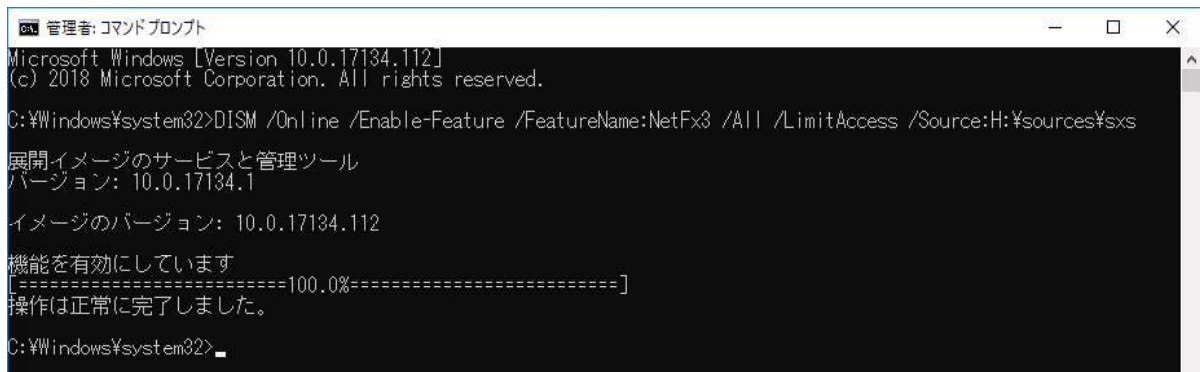 管理者: コマンド プロンプト
Microsoft Windows [Version 10.0.17134.112]
(c) 2018 Microsoft Corporation. All rights reserved.
C:¥Windows¥system32>DISM /Online /Enable-Feature /FeatureName:NetFx3 /All /LimitAccess /Source:H:¥sources¥sxs
展開イメージのサービスと管理ツール
バージョン: 10.0.17134.1
イメージのバージョン: 10.0.17134.112
機能を有効にしています
[==========================100.0%==========================]
操作は正常に完了しました。
C:¥Windows¥system32>